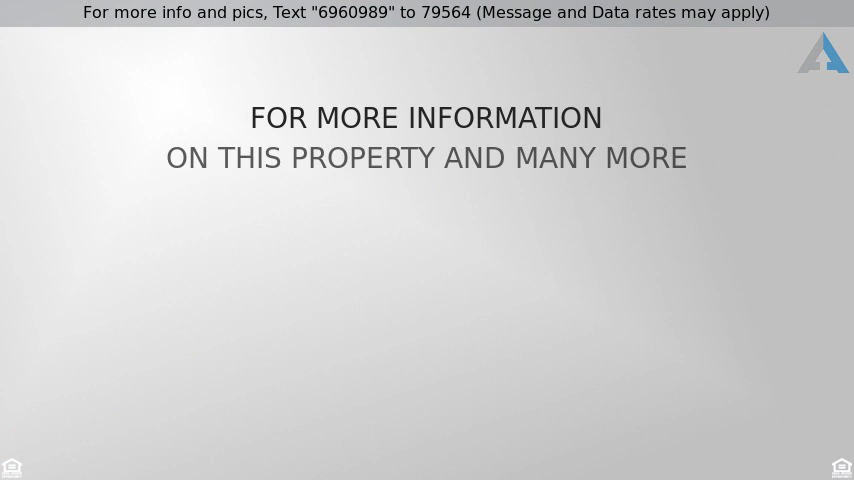 For more info and pics, Text "6960989" to 79564 (Message and Data rates may apply)
FOR MORE INFORMATION
ON THIS PROPERTY AND MANY MORE